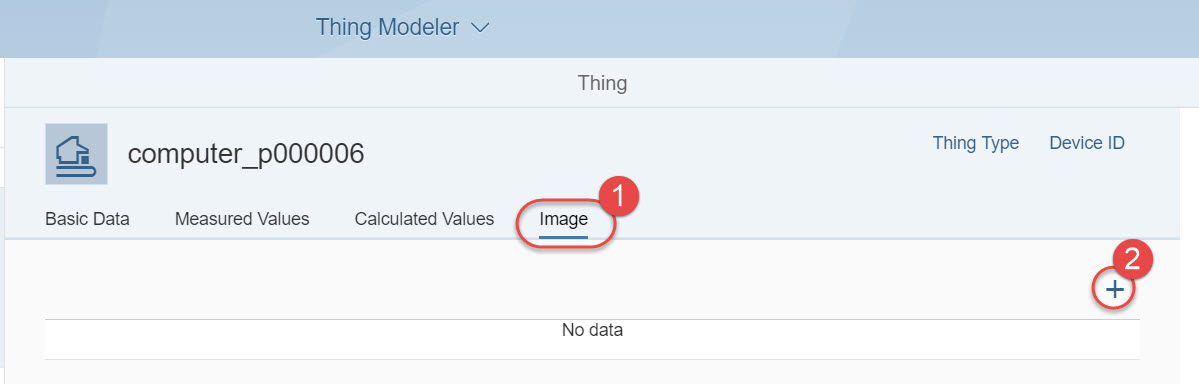 Thing Modeler
Thing
computer_p000006
Thing Type Device ID
Basic Data Measured Values Calculated Values Image
1
2
+
No data